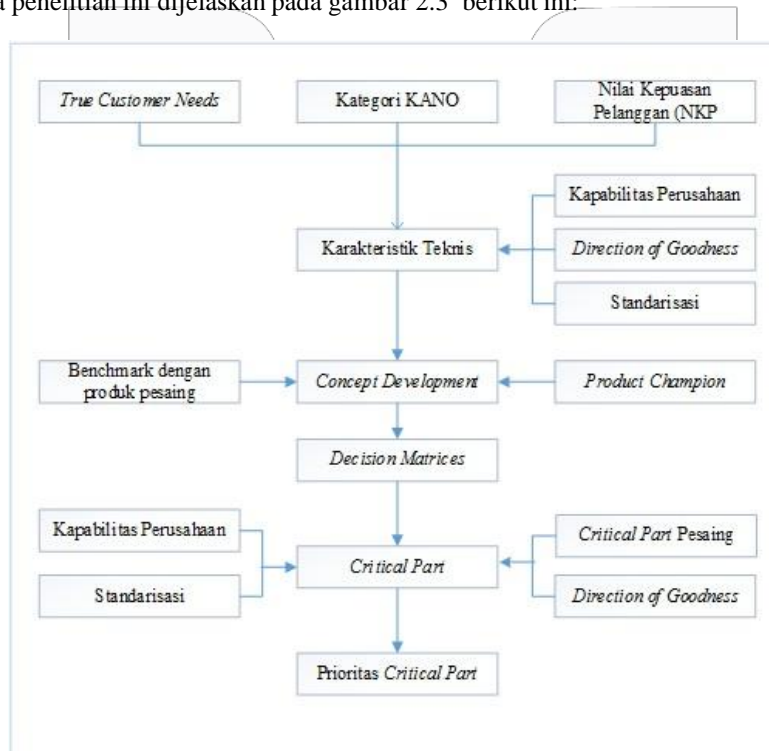 a penelitian ini dijelaskan pada gambar 2.3 berikut ini:
True Customer Needs
Kategori KANO
Nilai Kepuasan
Pelanggan (NKP
Kapabilitas Perusahaan
Karakteristik Teknis
Direction of Goodness
Standarisasi
Benchmark dengan
produk pesaing
Concept Development
Product Champion
Decision Matrices
Kapabilitas Perusahaan
Critical Part Pesaing
Critical Part
Standarisasi
Direction of Goodness
Prioritas Critical Part